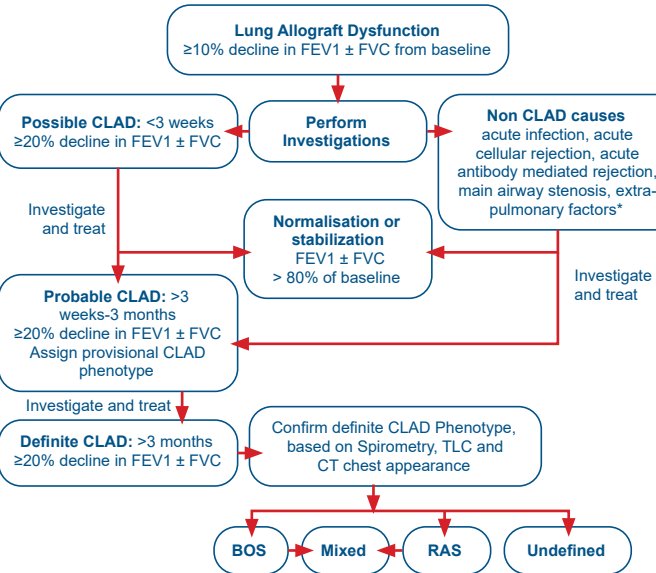 Lung Allograft Dysfunction
≥10% decline in FEV1 ± FVC from baseline
Possible CLAD: <3 weeks
≥20% decline in FEV1 ± FVC
Perform
Investigations
Non CLAD causes
acute infection, acute
cellular rejection, acute
antibody mediated rejection,
main airway stenosis, extra-
pulmonary factors*
Investigate
and treat
Normalisation or
stabilization
FEV1 ± FVC
> 80% of baseline
Investigate
and treat
Probable CLAD: >3
weeks-3 months
≥20% decline in FEV1 ± FVC
Assign provisional CLAD
phenotype
Investigate and treat
Definite CLAD: >3 months
≥20% decline in FEV1 ± FVC
Confirm definite CLAD Phenotype,
based on Spirometry, TLC and
CT chest appearance
BOS
Mixed
RAS
Undefined